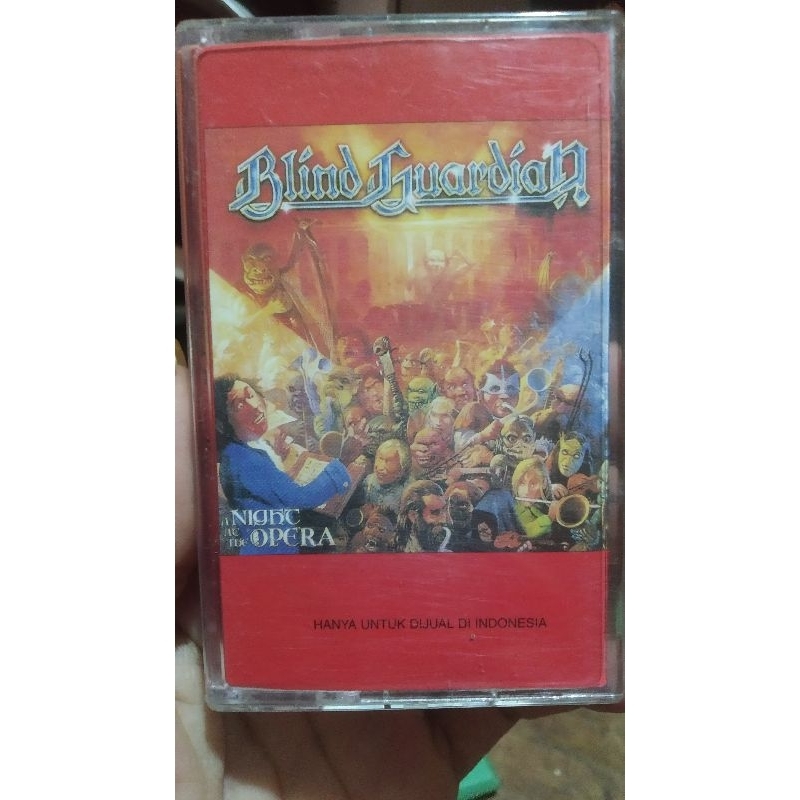 Blind Guardian
A NIGHT
AT THE OPERA
HANYA UNTUK DIJUAL DI INDONESIA